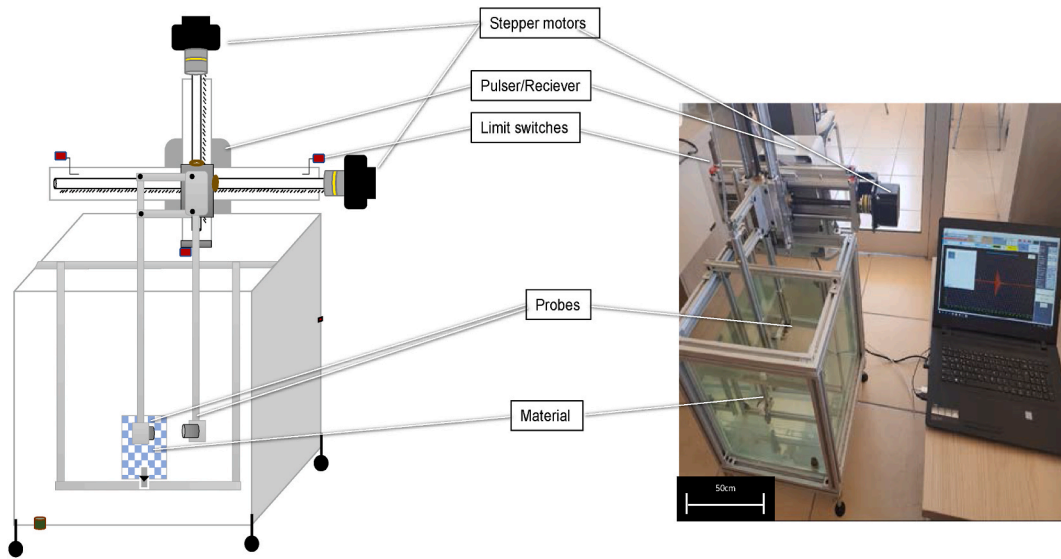 Stepper motors
Pulser/Reciever
Limit switches
Probes
Material
50cm